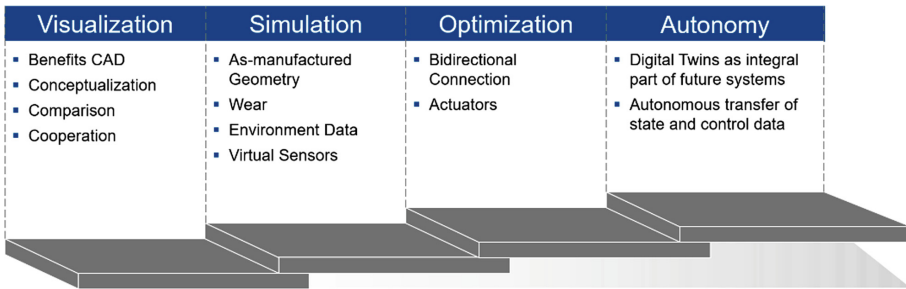 Visualization
Benefits CAD
Conceptualization
Comparison
Cooperation
Simulation
As-manufactured
Geometry
Wear
Environment Data
Virtual Sensors
Optimization
Bidirectional
Connection
Actuators
Autonomy
Digital Twins as integral
part of future systems
Autonomous transfer of
state and control data